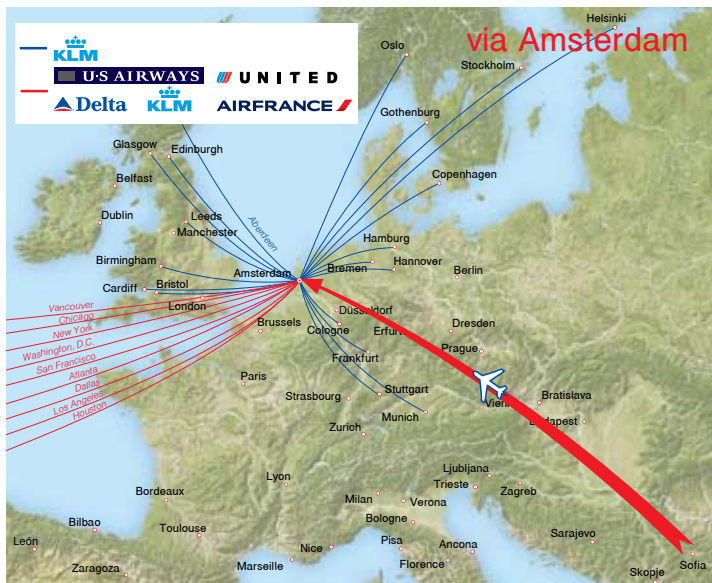 KLM
U·S AIRWAYS
UNITED
Delta
KLM
AIRFRANCE
via Amsterdam
Helsinki
Oslo
Stockholm
Gothenburg
Glasgow
Edinburgh
Belfast
Copenhagen
Dublin
Leeds
Aberdeen
Manchester
Hamburg
Birmingham
Amsterdam
Bremen
Hannover
Berlin
Cardiff
Bristol
London
Vancouver
Chicago
New York
Washington, D.C.
San Francisco
Atlanta
Dallas
Los Angeles
Houston
Düsseldorf
Brussels
Cologne
Erfurt
Dresden
Frankfurt
Prague
Paris
Strasbourg
Stuttgart
Munich
Vienna
Bratislava
Budapest
Zurich
Lyon
Ljubljana
Trieste
Zagreb
Bordeaux
Milan
Verona
Bologne
Bilbao
Toulouse
León
Nice
Pisa
Ancona
Sarajevo
Sofia
Zaragoza
Marseille
Florence
Skopje